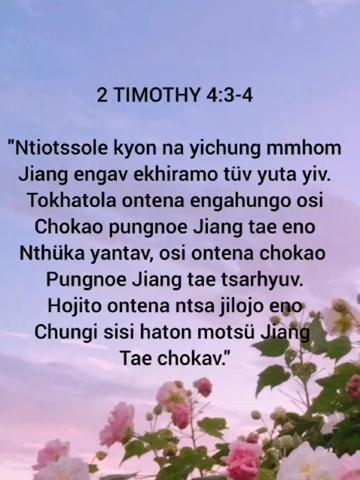 2 TIMOTHY 4:3-4
"Ntiotssole kyon na yichung mmhom
Jiang engav ekhiramo tüv yuta yiv.
Tokhatola ontena engahungo osi
Chokao pungnoe Jiang tae eno
Nthüka yantav, osi ontena chokao
Pungnoe Jiang tae tsarhyuv.
Hojito ontena ntsa jilojo eno
Chungi sisi haton motsü Jiang
Tae chokav."